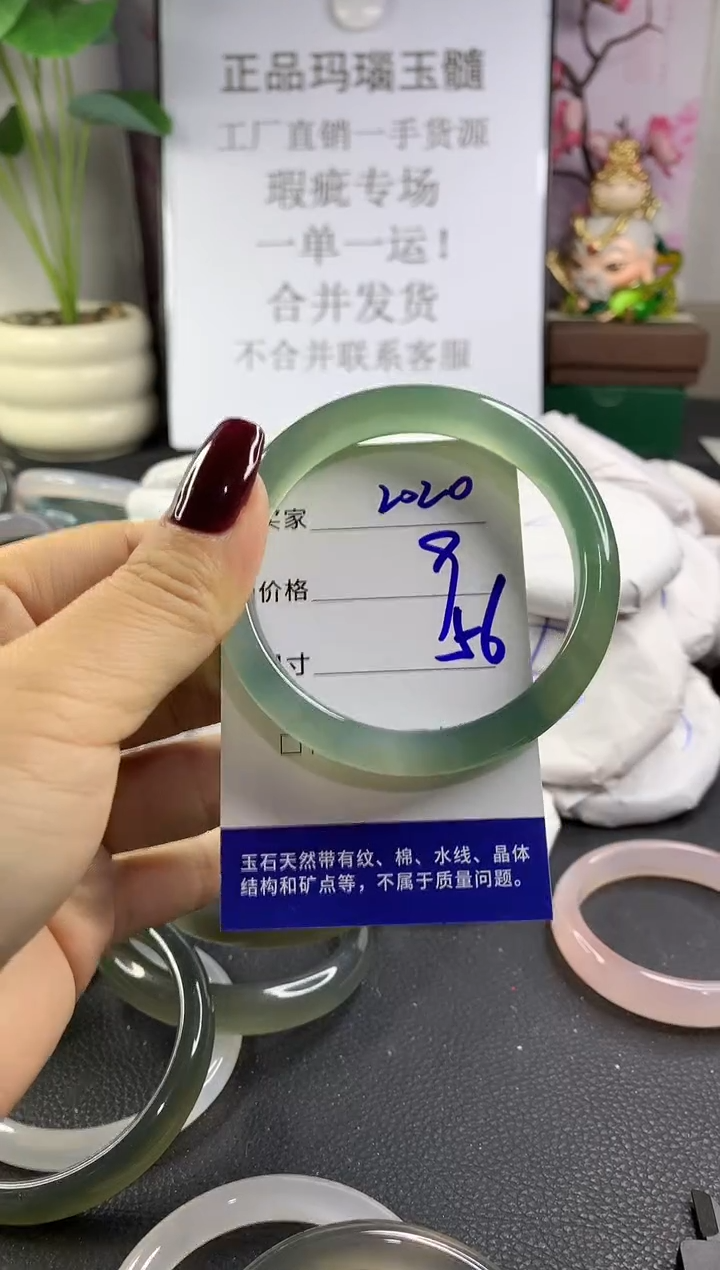 正品玛瑙玉髓
工厂直销一手货源
瑕疵专场
一单一运！
合并发货
不合并联系客服
家 2020
价格
寸 56
玉石天然带有纹、棉、水线、晶体
结构和矿点等，不属于质量问题。